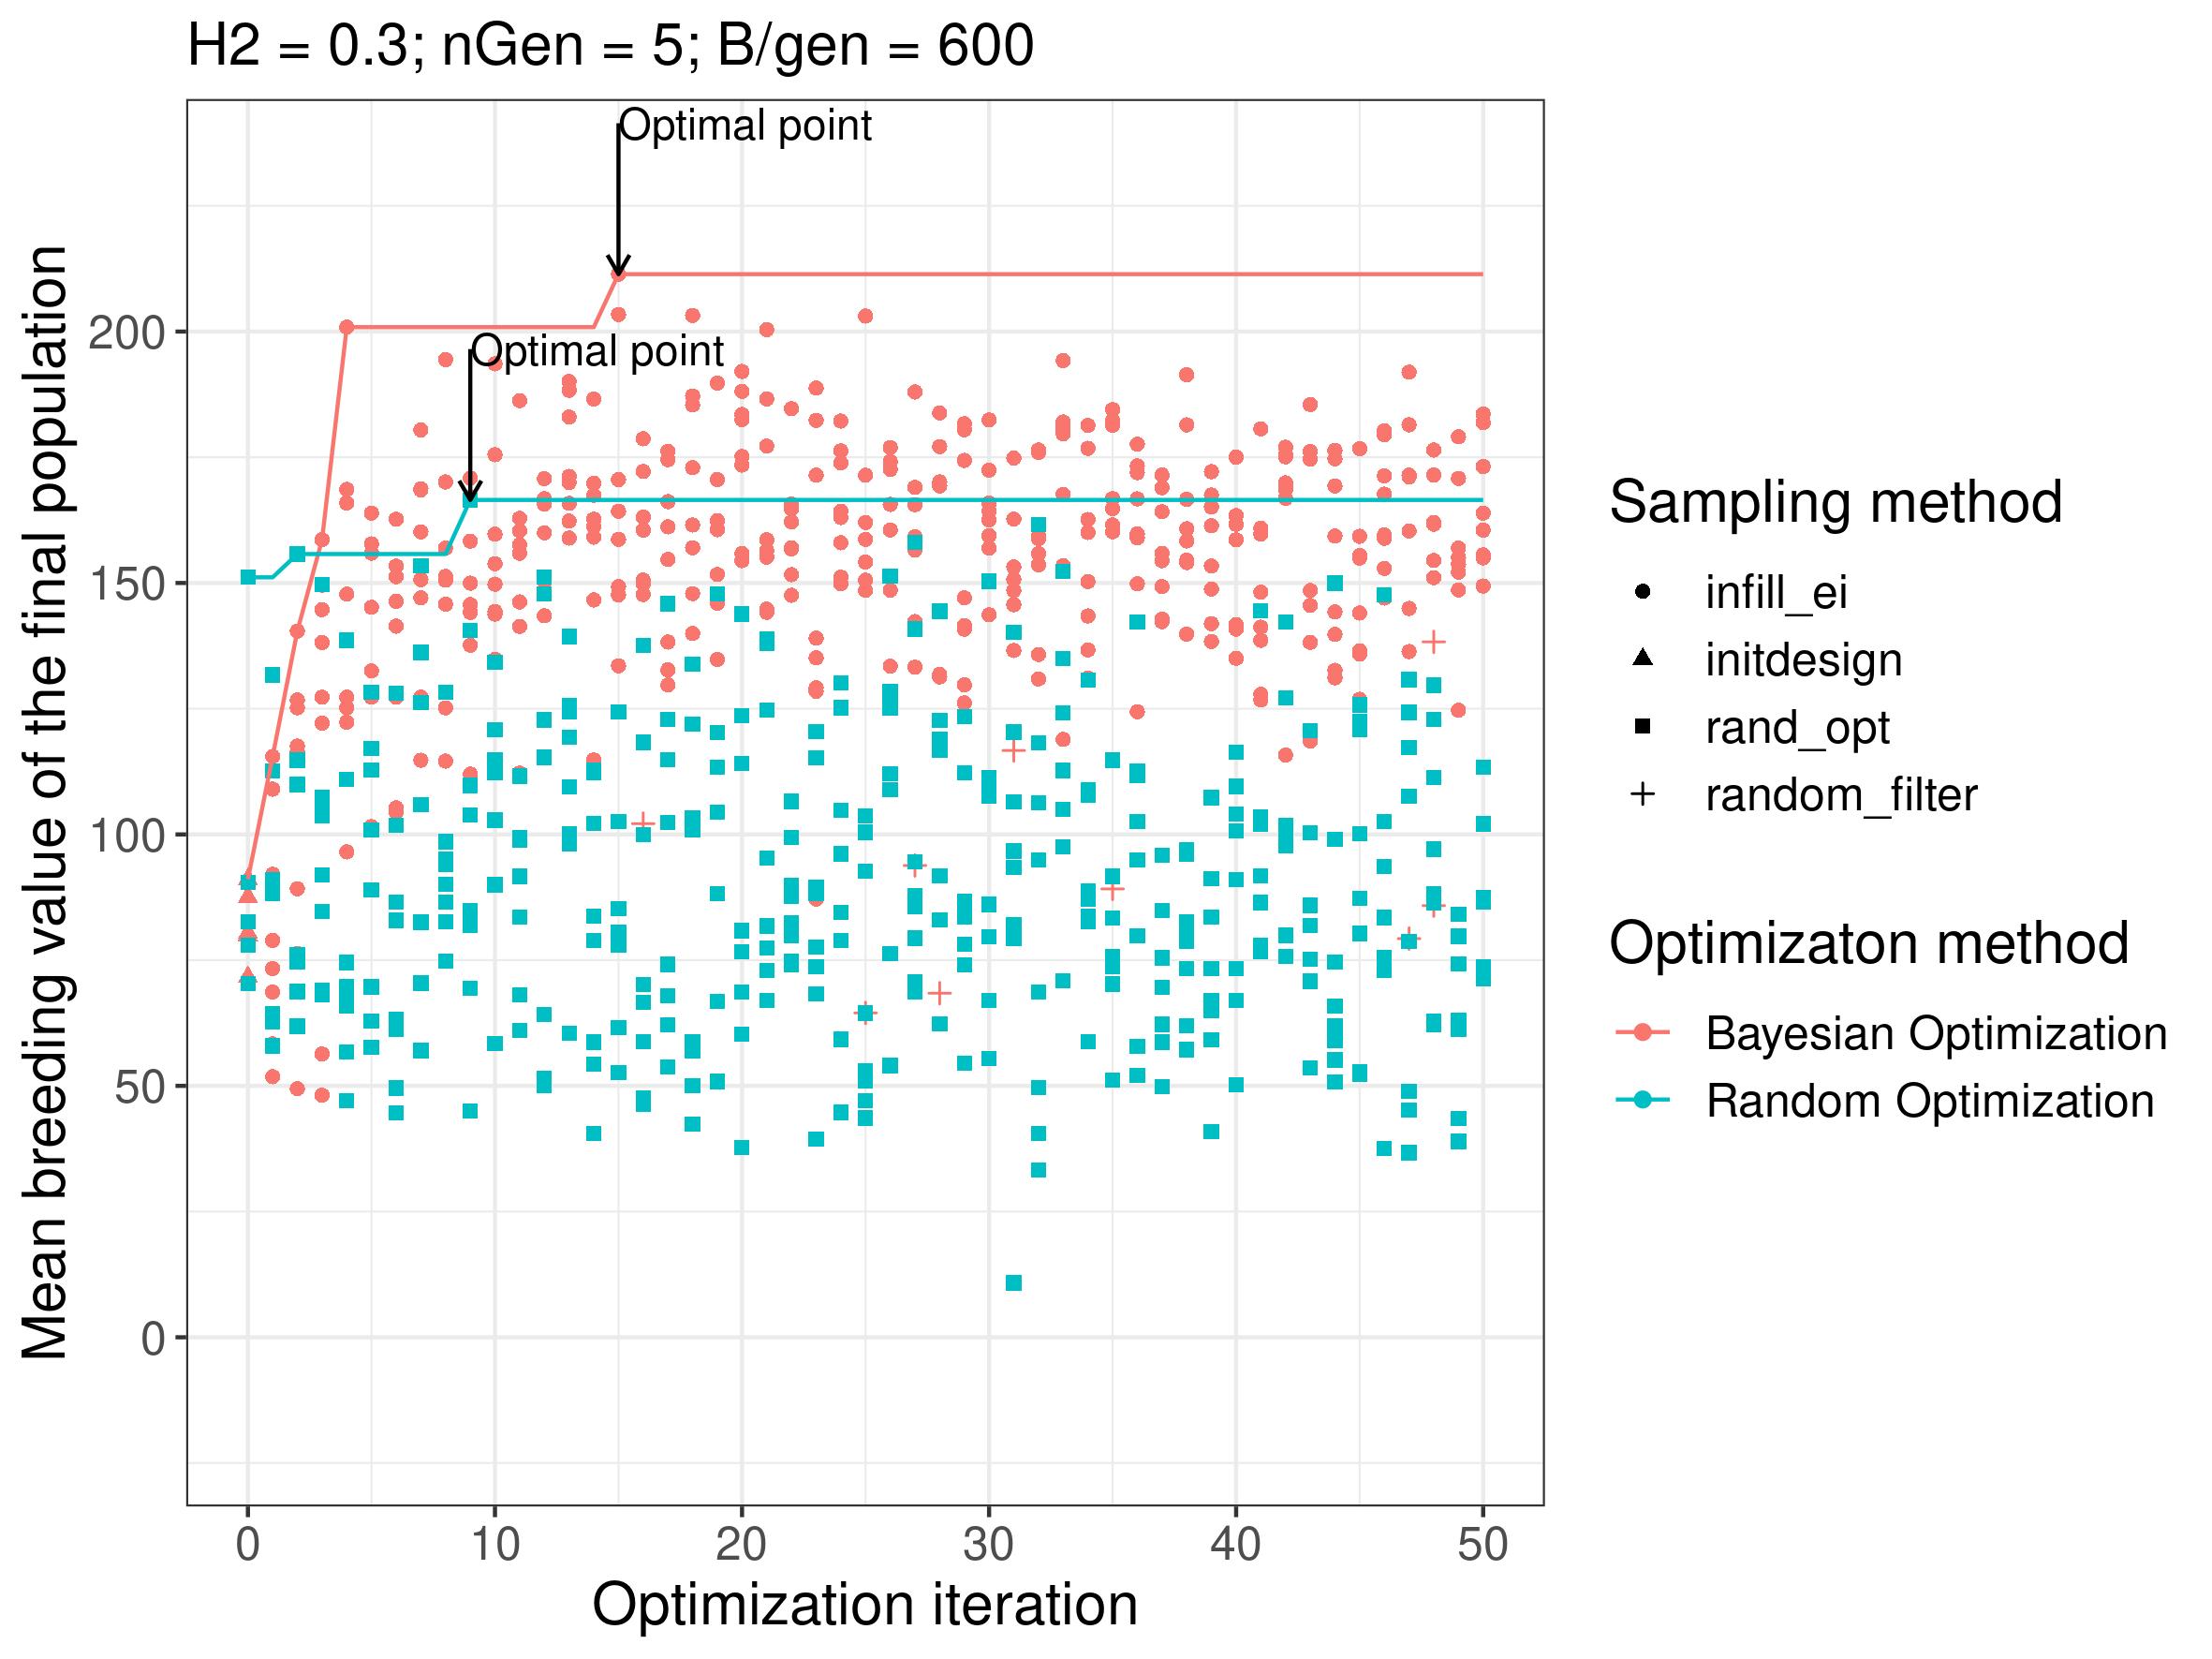 H2 = 0.3; nGen = 5; B/gen = 600
Optimal point
Optimal point
Mean breeding value of the final population
200
150
100
50
0
0 10 20 30 40 50
Optimization iteration
Sampling method
infill_ei
initdesign
rand_opt
random_filter
Optimizaton method
Bayesian Optimization
Random Optimization